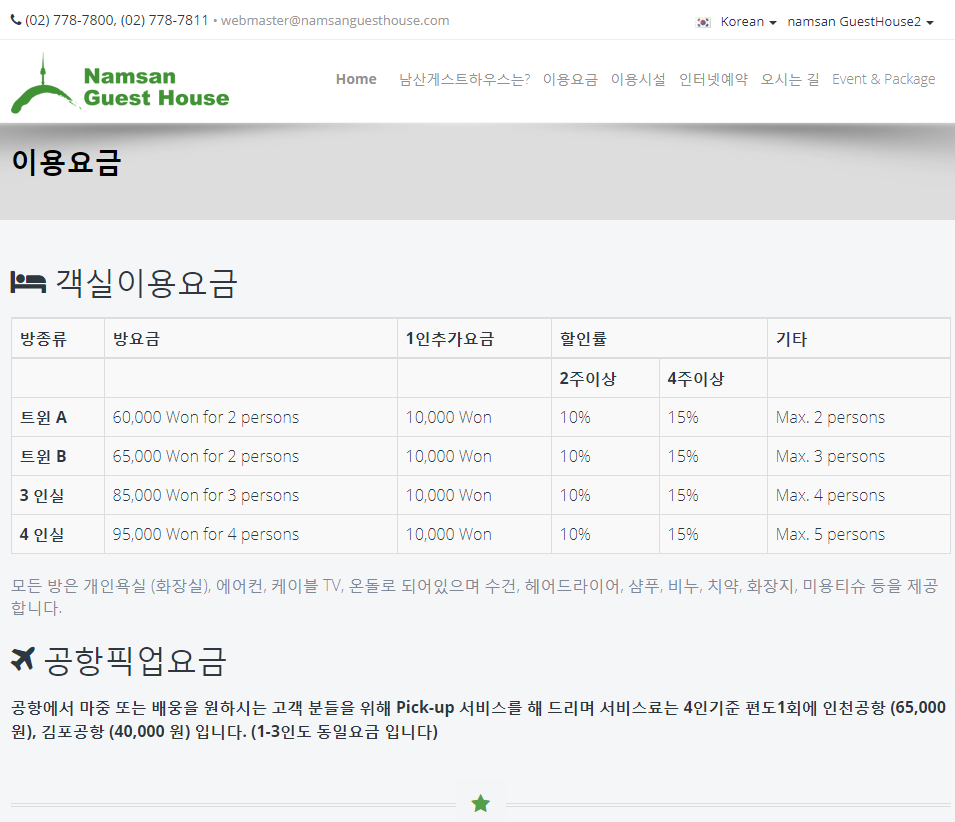 (02) 778-7800, (02) 778-7811 • webmaster@namsanguesthouse.com
Korean
namsan GuestHouse2
Namsan
Guest House
Home
남산게스트하우스는?
이용요금
이용시설
인터넷예약
오시는 길
Event & Package
이용요금
객실이용요금
방종류 방요금 1인추가요금 할인률 기타
2주이상 4주이상
트윈 A 60,000 Won for 2 persons 10,000 Won 10% 15% Max. 2 persons
트윈 B 65,000 Won for 2 persons 10,000 Won 10% 15% Max. 3 persons
3 인실 85,000 Won for 3 persons 10,000 Won 10% 15% Max. 4 persons
4 인실 95,000 Won for 4 persons 10,000 Won 10% 15% Max. 5 persons
모든 방은 개인욕실 (화장실), 에어컨, 케이블 TV, 온돌로 되어있으며 수건, 헤어드라이어, 샴푸, 비누, 치약, 화장지, 미용티슈 등을 제공
합니다.
공항픽업요금
공항에서 마중 또는 배웅을 원하시는 고객 분들을 위해 Pick-up 서비스를 해 드리며 서비스료는 4인기준 편도1회에 인천공항 (65,000
원), 김포공항 (40,000 원) 입니다. (1-3인도 동일요금 입니다)